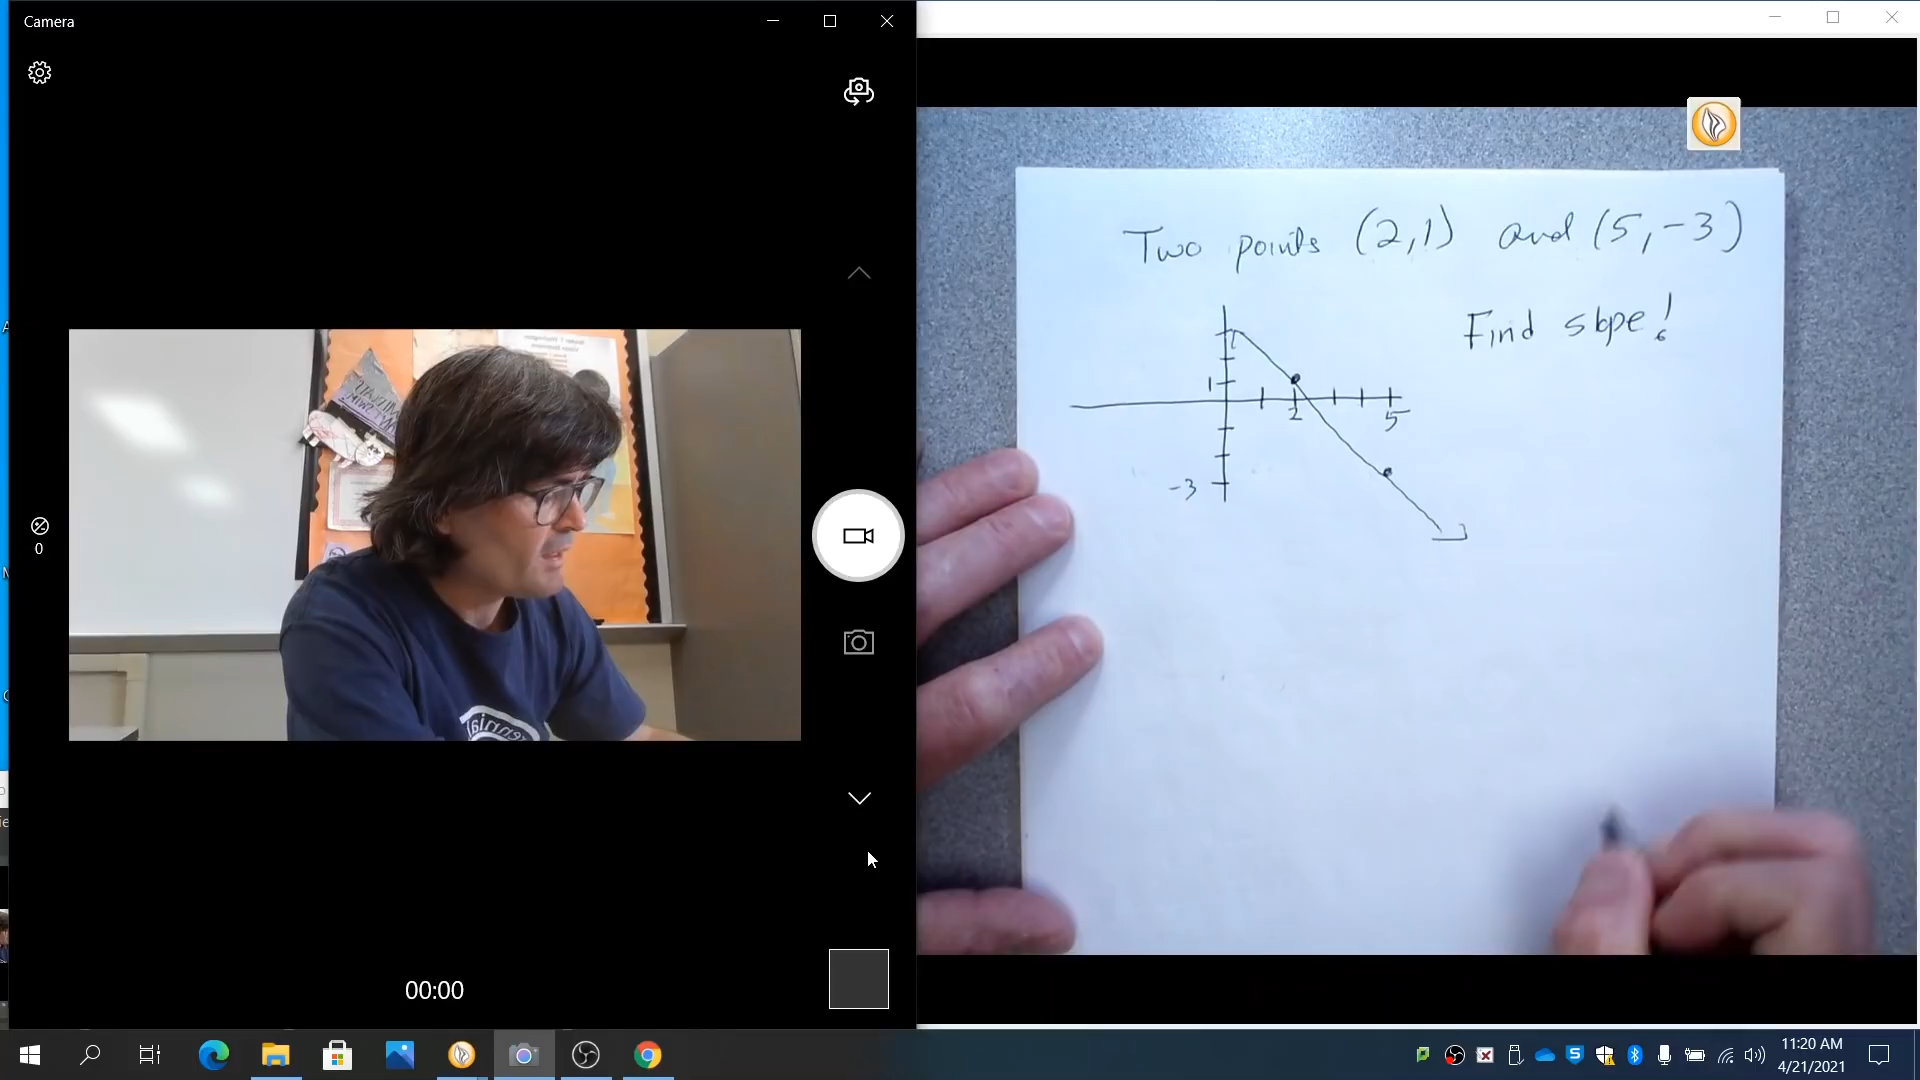 Camera
0
00:00
Two points (2,1) and (5,-3)
Find slope!
1
2
5
-3
11:20 AM
4/21/2021